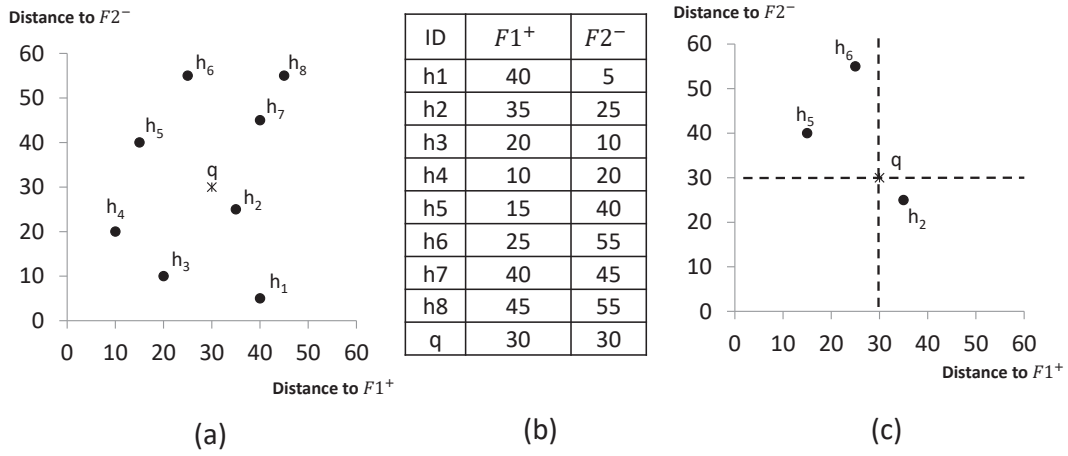 Distance to F2⁻
60
50
40
30
20
10
0
h₆
h₈
h₇
h₅
q
h₂
h₄
h₃
h₁
0 10 20 30 40 50 60
Distance to F1⁺
(a)
ID F1⁺ F2⁻
h1 40 5
h2 35 25
h3 20 10
h4 10 20
h5 15 40
h6 25 55
h7 40 45
h8 45 55
q 30 30
(b)
Distance to F2⁻
60
50
40
30
20
10
0
h₆
h₅
q
h₂
0 10 20 30 40 50 60
Distance to F1⁺
(c)